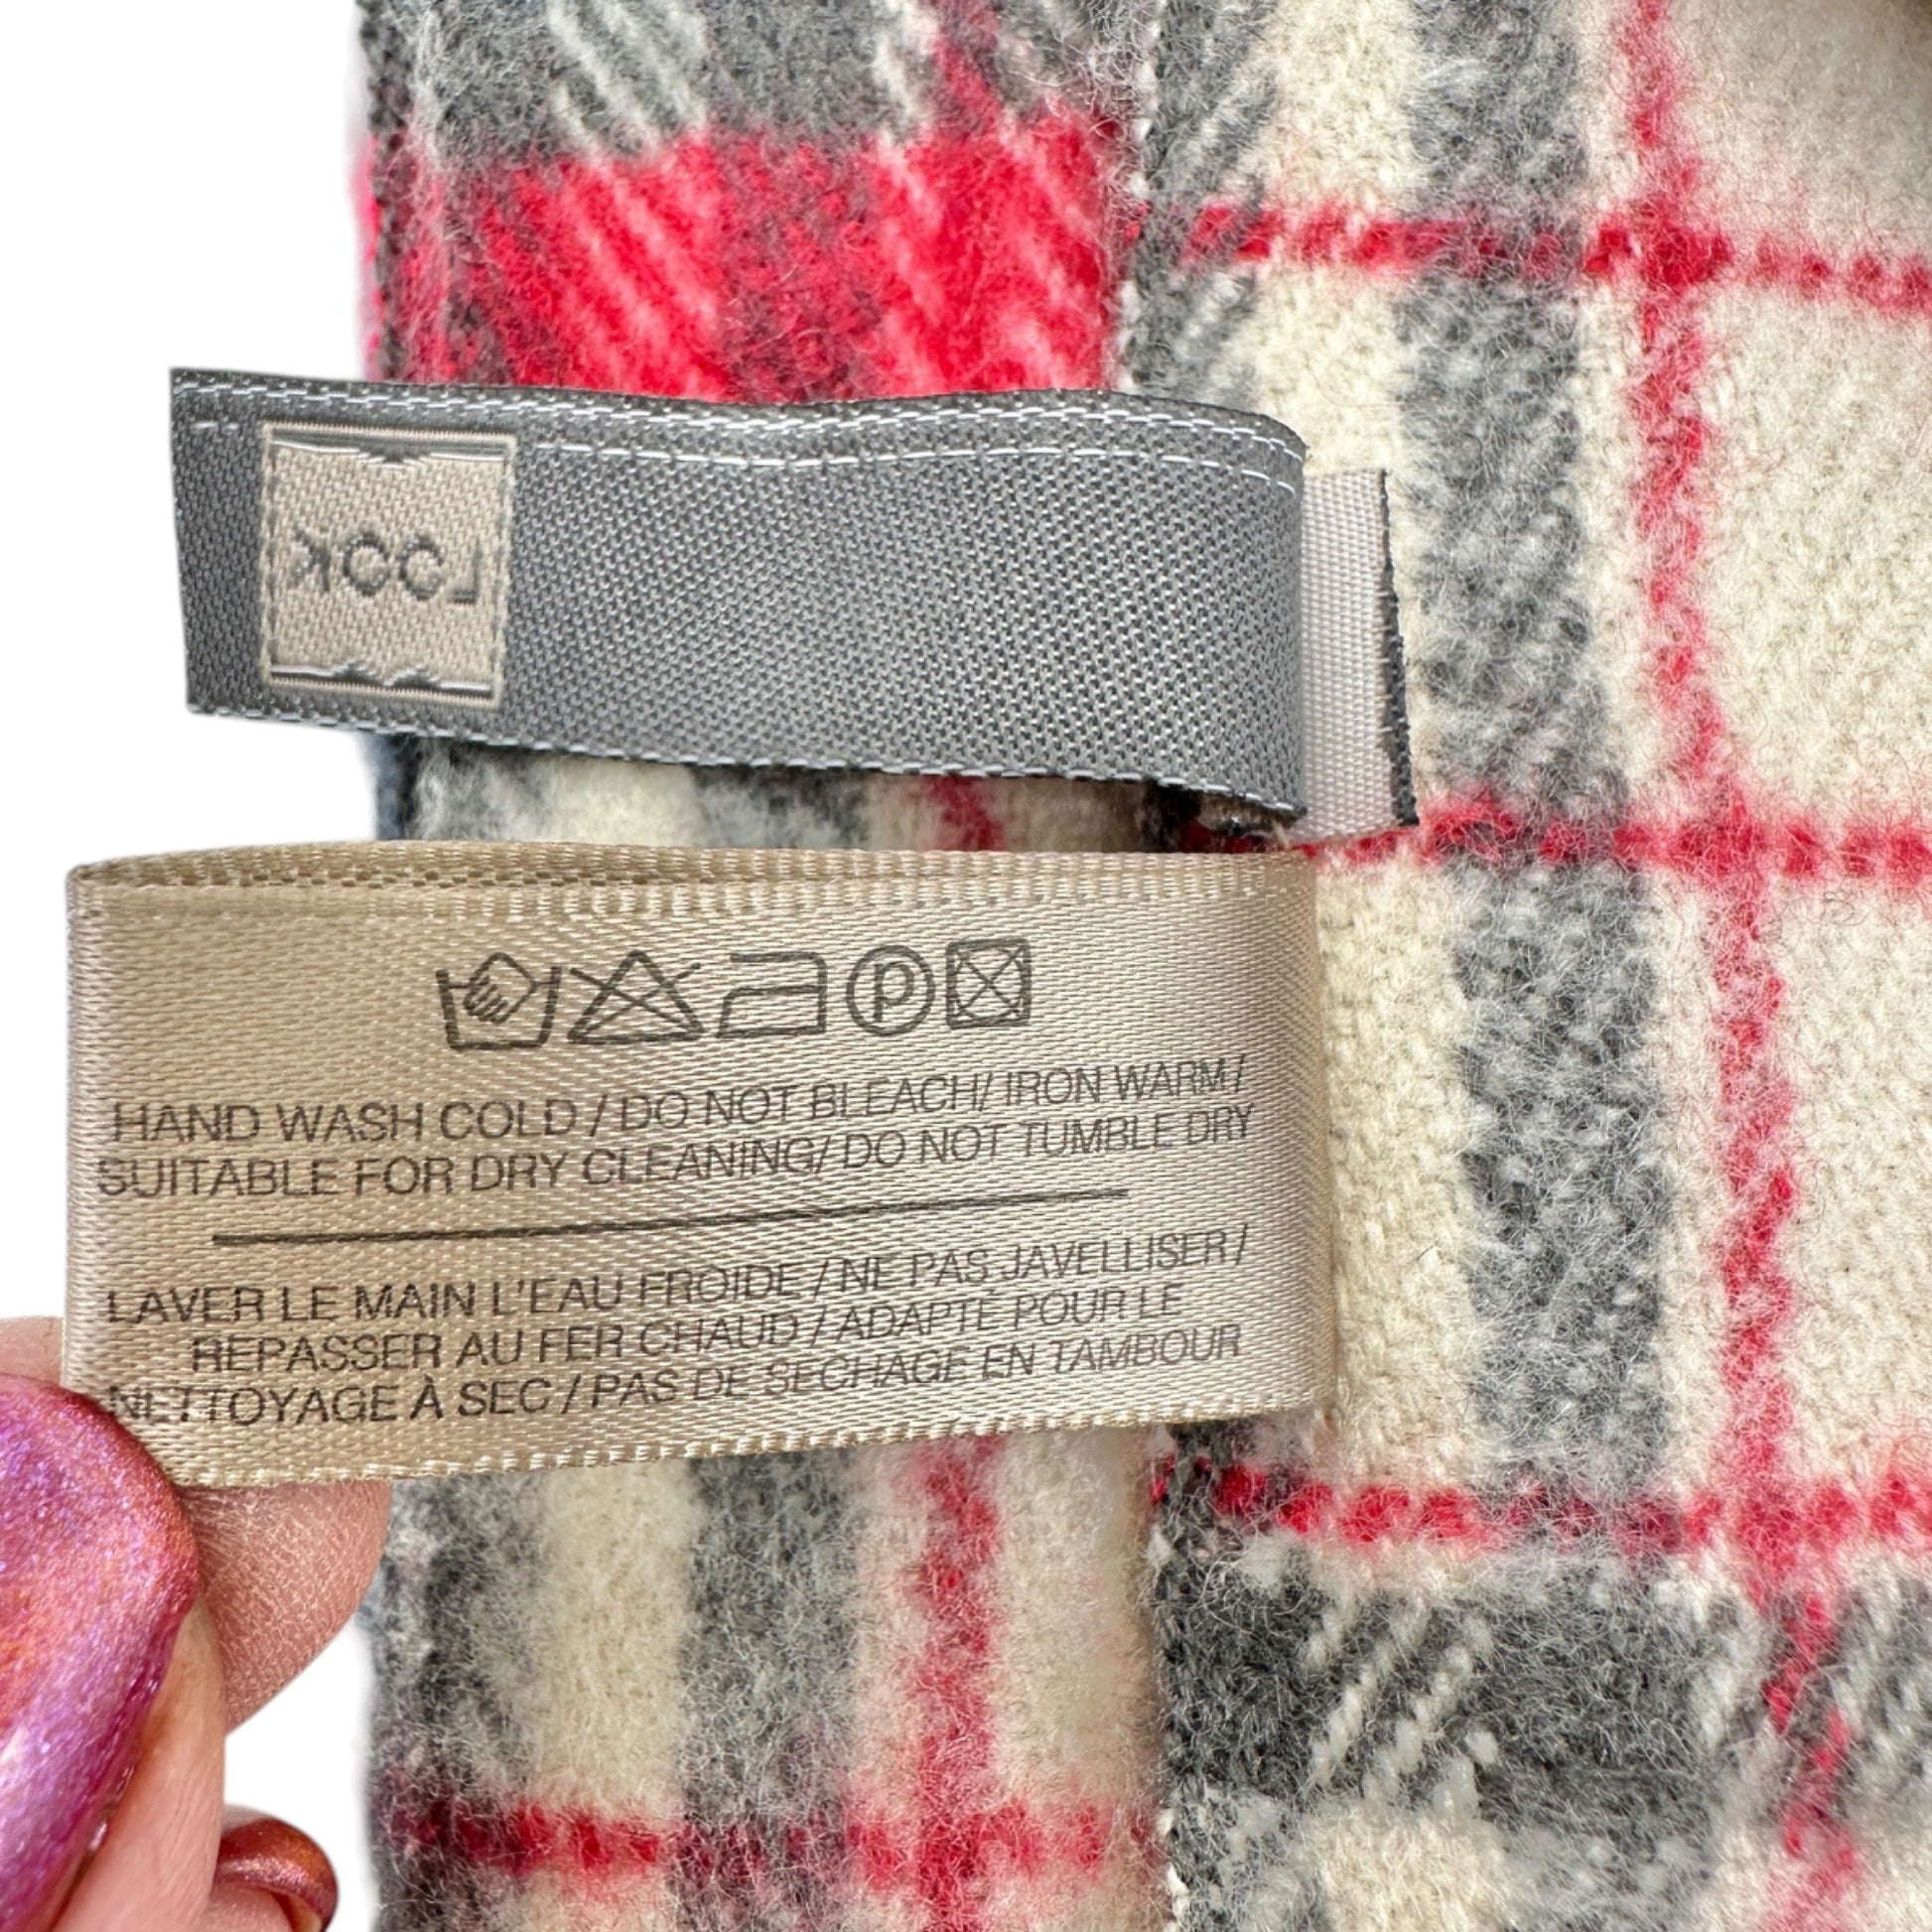 LOOK
P
HAND WASH COLD / DO NOT BLEACH/ IRON WARM /
SUITABLE FOR DRY CLEANING/ DO NOT TUMBLE DRY
LAVER LE MAIN L'EAU FROIDE / NE PAS JAVELLISER /
REPASSER AU FER CHAUD / ADAPTÉ POUR LE
NETTOYAGE À SEC / PAS DE SECHAGE EN TAMBOUR